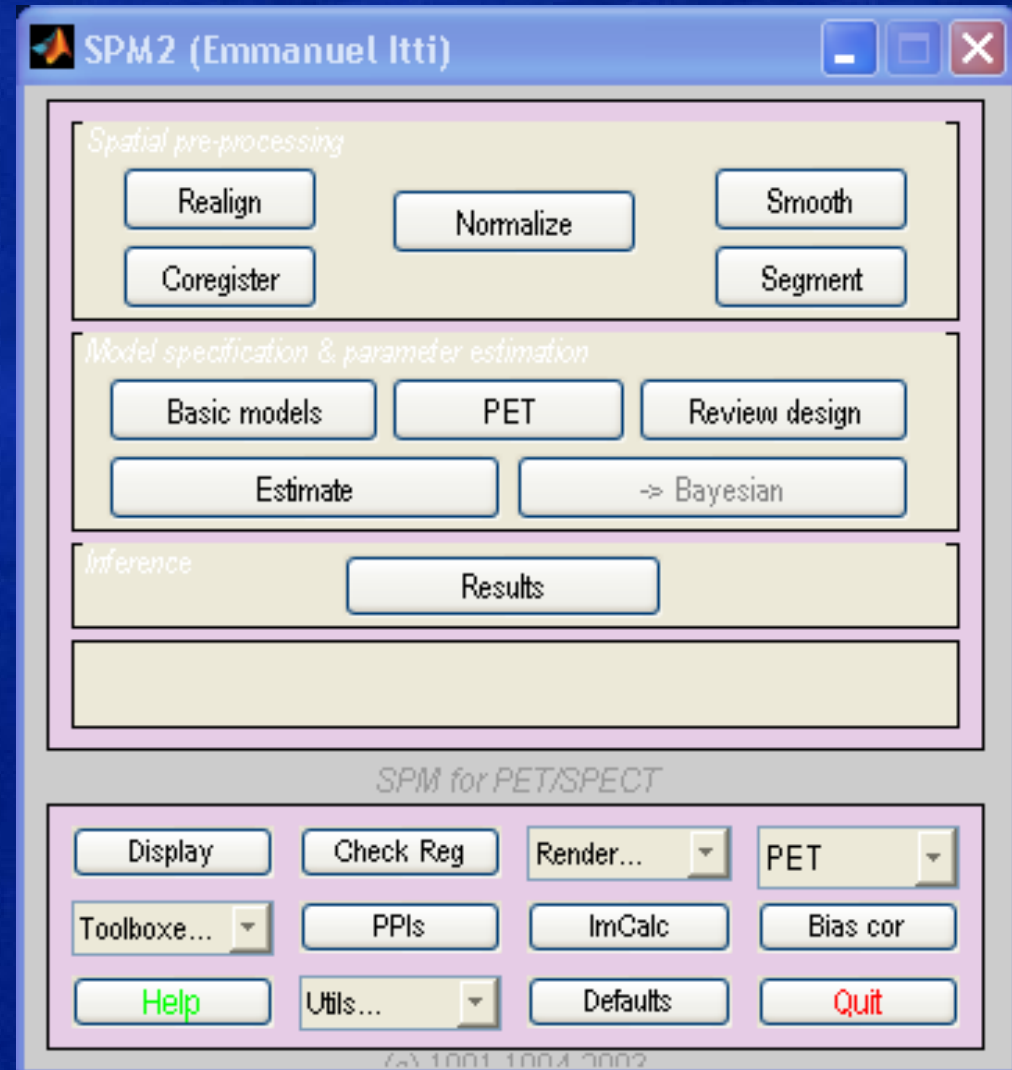 SPM2 (Emmanuel Itti)
Spatial pre-processing
Realign
Normalize
Smooth
Coregister
Segment
Model specification & parameter estimation
Basic models
PET
Review design
Estimate
-> Bayesian
Inference
Results
SPM for PET/SPECT
Display
Check Reg
Render...
PET
Toolboxe...
PPIs
ImCalc
Bias cor
Help
Utils...
Defaults
Quit